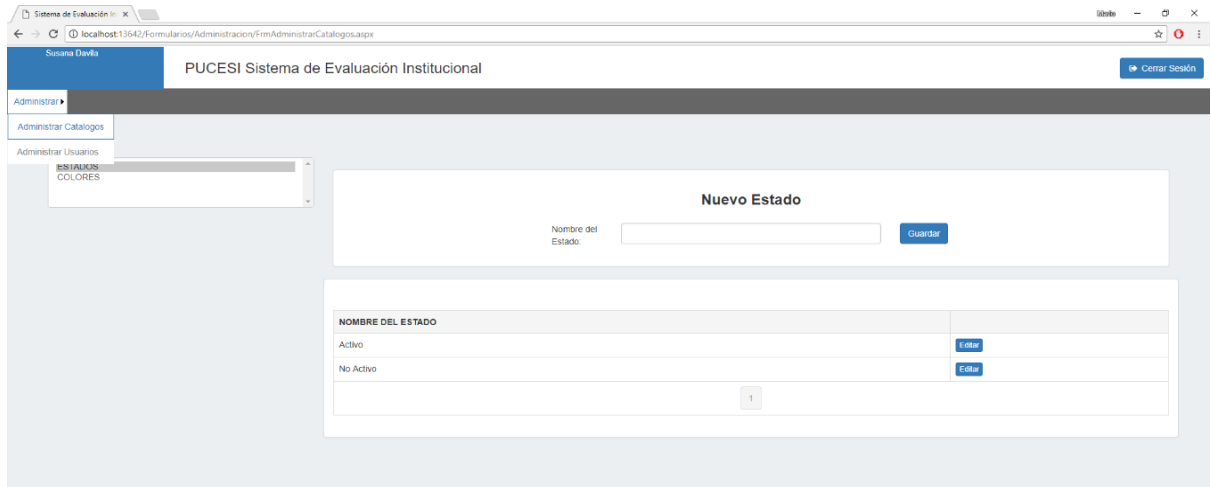 Sistema de Evaluación In
localhost:13642/Formularios/Administracion/FrmAdministrarCatalogos.aspx
Susana Davila
PUCESI Sistema de Evaluación Institucional
Cerrar Sesión
Administrar
Administrar Catalogos
Administrar Usuarios
ESTADOS
COLORES
Nuevo Estado
Nombre del
Estado:
Guardar
NOMBRE DEL ESTADO
Activo
Editar
No Activo
Editar
1